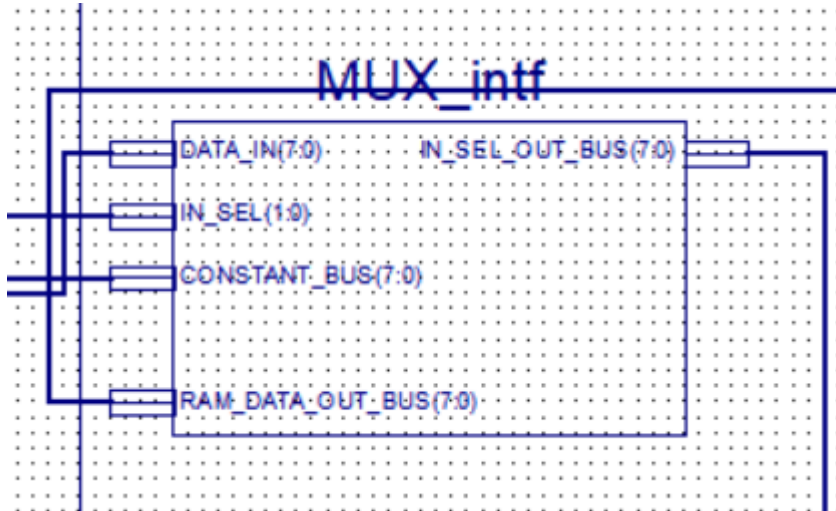 MUX_intf
DATA_IN(7:0) IN_SEL_OUT_BUS(7:0)
IN_SEL(1:0)
CONSTANT_BUS(7:0)
RAM_DATA_OUT_BUS(7:0)